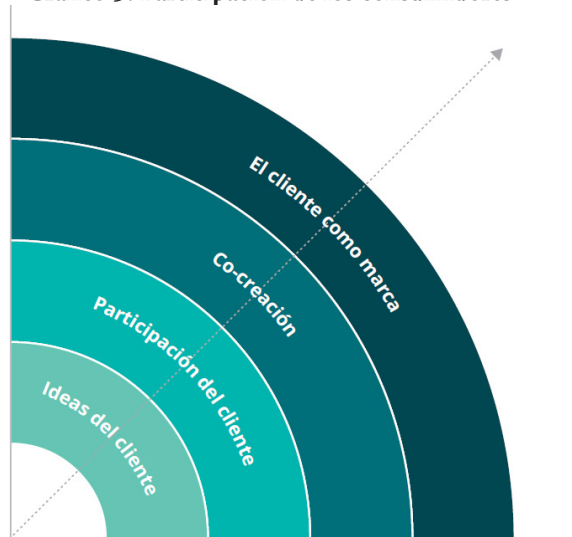 El cliente como marca
Co-creación
Participación del cliente
Ideas del cliente